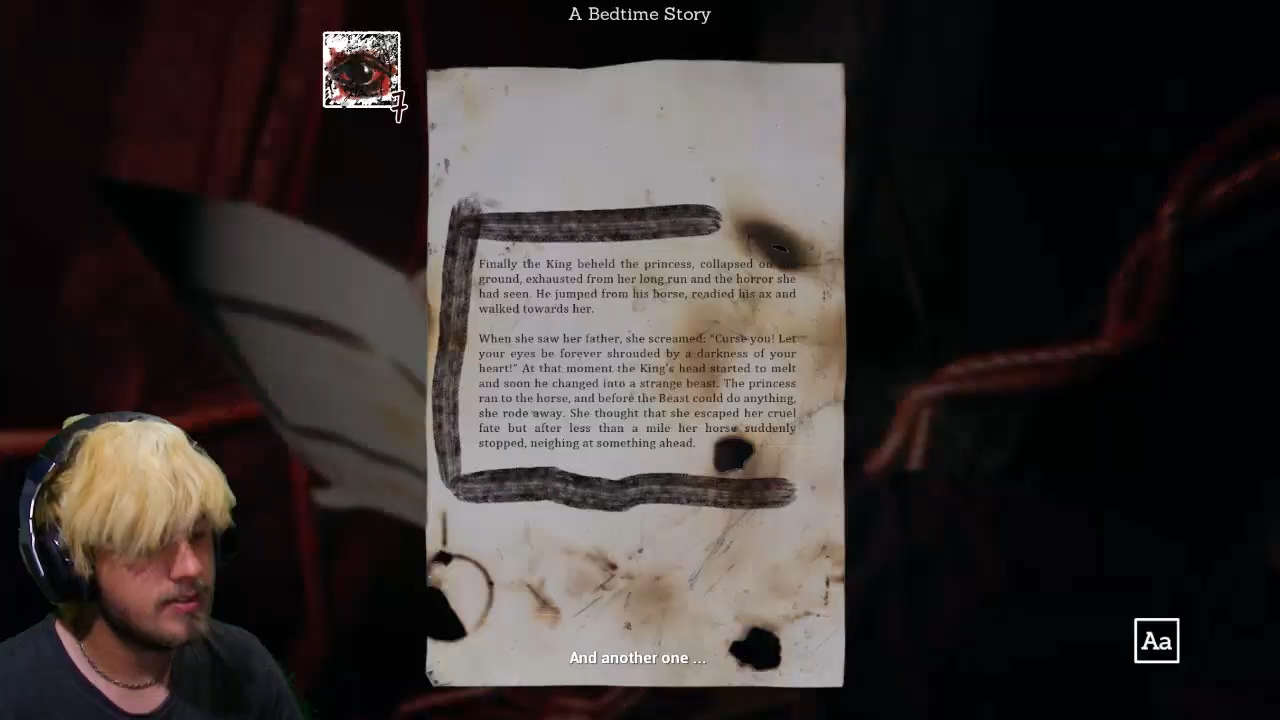 A Bedtime Story
7
Finally the King beheld the princess, collapsed on
ground, exhausted from her long run and the horror she
had seen. He jumped from his horse, readied his ax and
walked towards her.
When she saw her father, she screamed: "Curse you! Let
your eyes be forever shrouded by a darkness of your
heart!" At that moment the King's head started to melt
and soon he changed into a strange beast. The princess
ran to the horse, and before the Beast could do anything,
she rode away. She thought that she escaped her cruel
fate but after less than a mile her horse suddenly
stopped, neighing at something ahead.
Aa
And another one ...